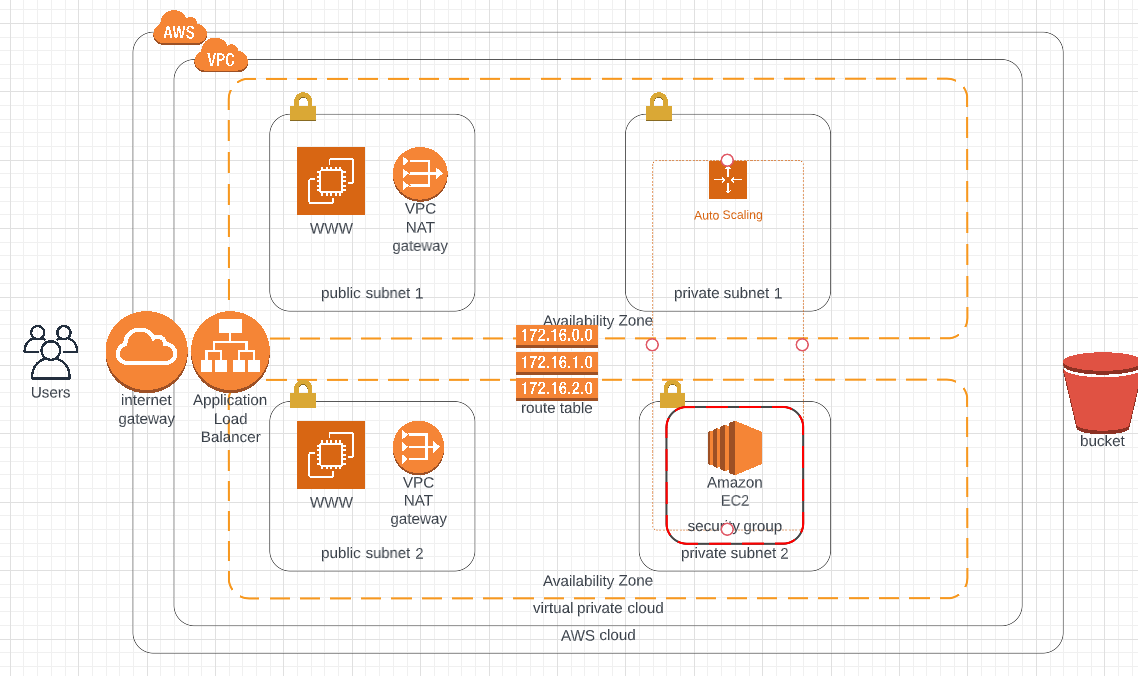 AWS
VPC
WWW
VPC
NAT
gateway
public subnet 1
Auto Scaling
private subnet 1
Availability Zone
172.16.0.0
172.16.1.0
172.16.2.0
route table
Users
internet
gateway
Application
Load
Balancer
WWW
VPC
NAT
gateway
public subnet 2
Amazon
EC2
security group
private subnet 2
Availability Zone
virtual private cloud
AWS cloud
bucket